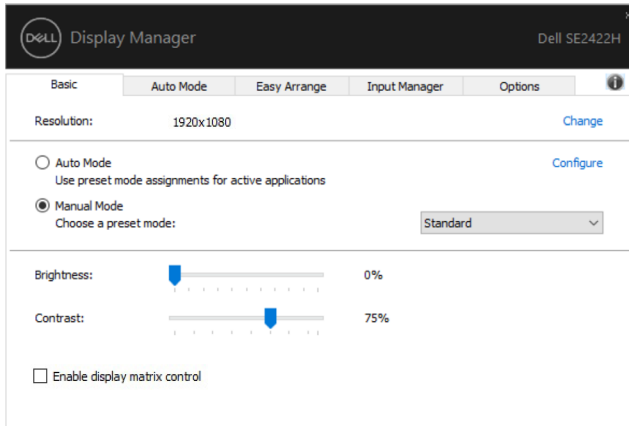 DELL Display Manager
Dell SE2422H
Basic Auto Mode Easy Arrange Input Manager Options
Resolution: 1920x1080 Change
Auto Mode Configure
Use preset mode assignments for active applications
Manual Mode
Choose a preset mode: Standard
Brightness: 0%
Contrast: 75%
Enable display matrix control